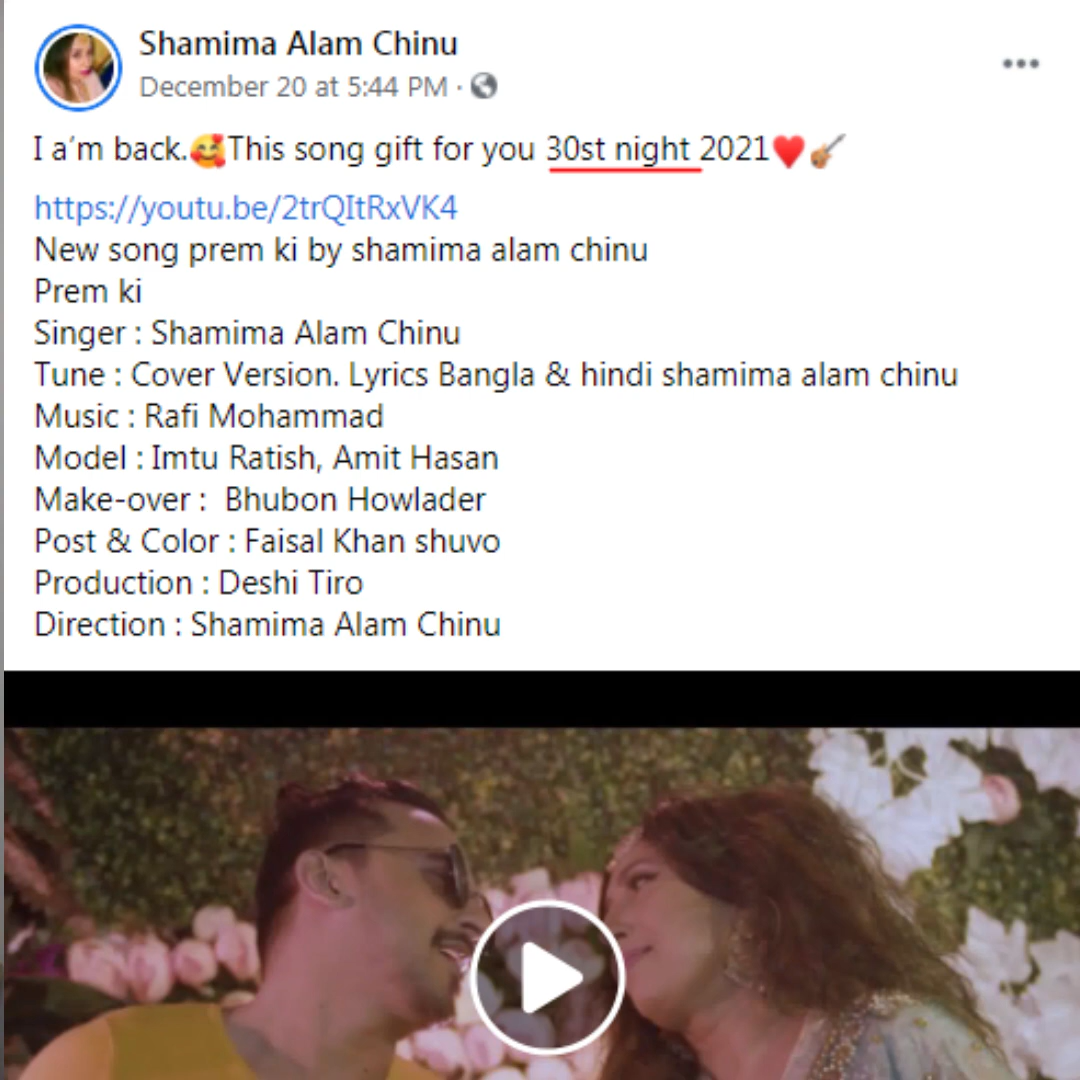 Shamima Alam Chinu
December 20 at 5:44 PM ·
I a'm back.🥰This song gift for you 30st night 2021♥️🎻
https://youtu.be/2trQItRxVK4
New song prem ki by shamima alam chinu
Prem ki
Singer : Shamima Alam Chinu
Tune : Cover Version. Lyrics Bangla & hindi shamima alam chinu
Music : Rafi Mohammad
Model : Imtu Ratish, Amit Hasan
Make-over :  Bhubon Howlader
Post & Color : Faisal Khan shuvo
Production : Deshi Tiro
Direction : Shamima Alam Chinu